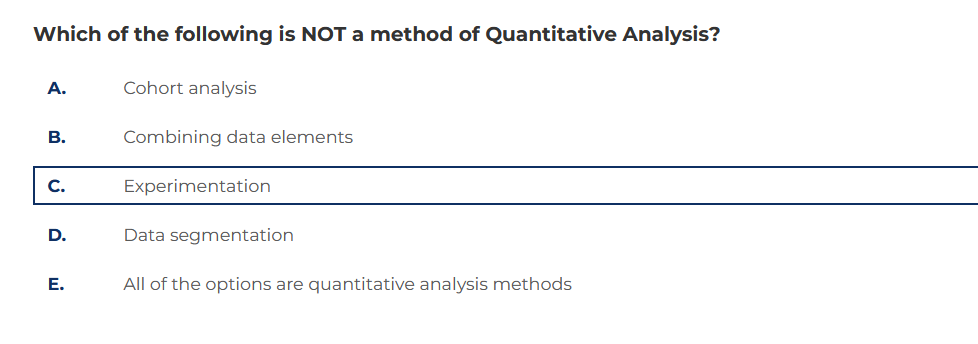 Which of the following is NOT a method of Quantitative Analysis?
A. Cohort analysis
B. Combining data elements
C. Experimentation
D. Data segmentation
E. All of the options are quantitative analysis methods